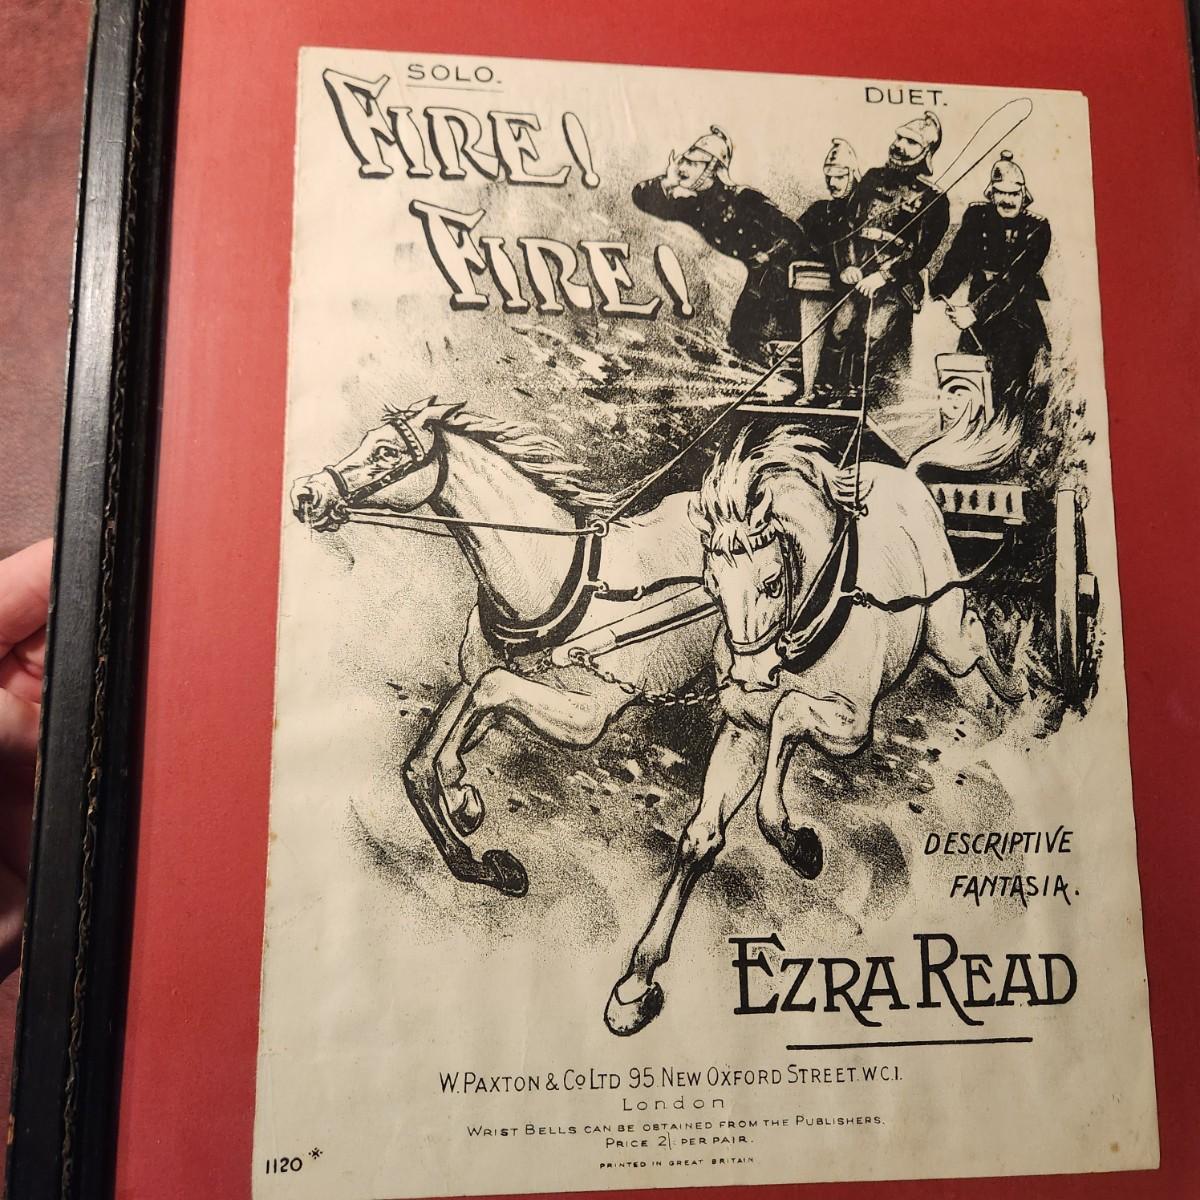 SOLO.
DUET.
FIRE!
FIRE!
DESCRIPTIVE
FANTASIA.
EZRA READ
W. PAXTON & Co LTD 95 NEW OXFORD STREET. W.C.1.
London
WRIST BELLS CAN BE OBTAINED FROM THE PUBLISHERS.
PRICE 2/- PER PAIR.
PRINTED IN GREAT BRITAIN
1120